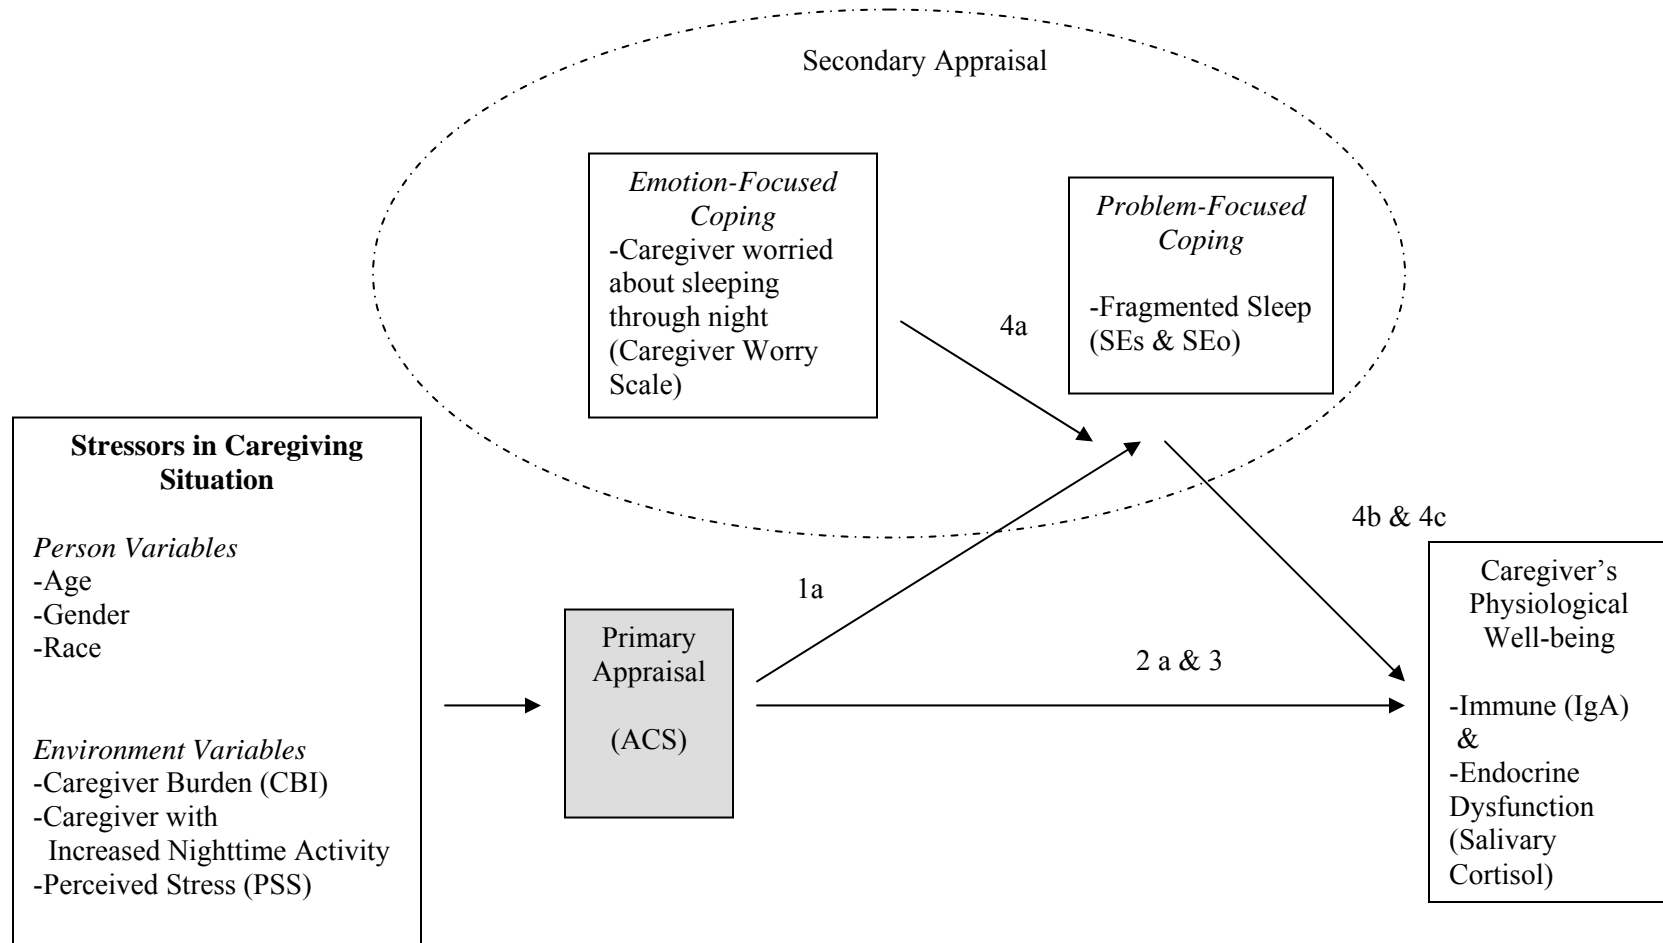 Secondary Appraisal
Emotion-Focused
Coping
-Caregiver worried
about sleeping
through night
(Caregiver Worry
Scale)
Problem-Focused
Coping
-Fragmented Sleep
(SEs & SEo)
4a
Stressors in Caregiving
Situation
Person Variables
-Age
-Gender
-Race
Environment Variables
-Caregiver Burden (CBI)
-Caregiver with
Increased Nighttime Activity
-Perceived Stress (PSS)
1a
Primary
Appraisal
(ACS)
2 a & 3
4b & 4c
Caregiver’s
Physiological
Well-being
-Immune (IgA)
&
-Endocrine
Dysfunction
(Salivary
Cortisol)